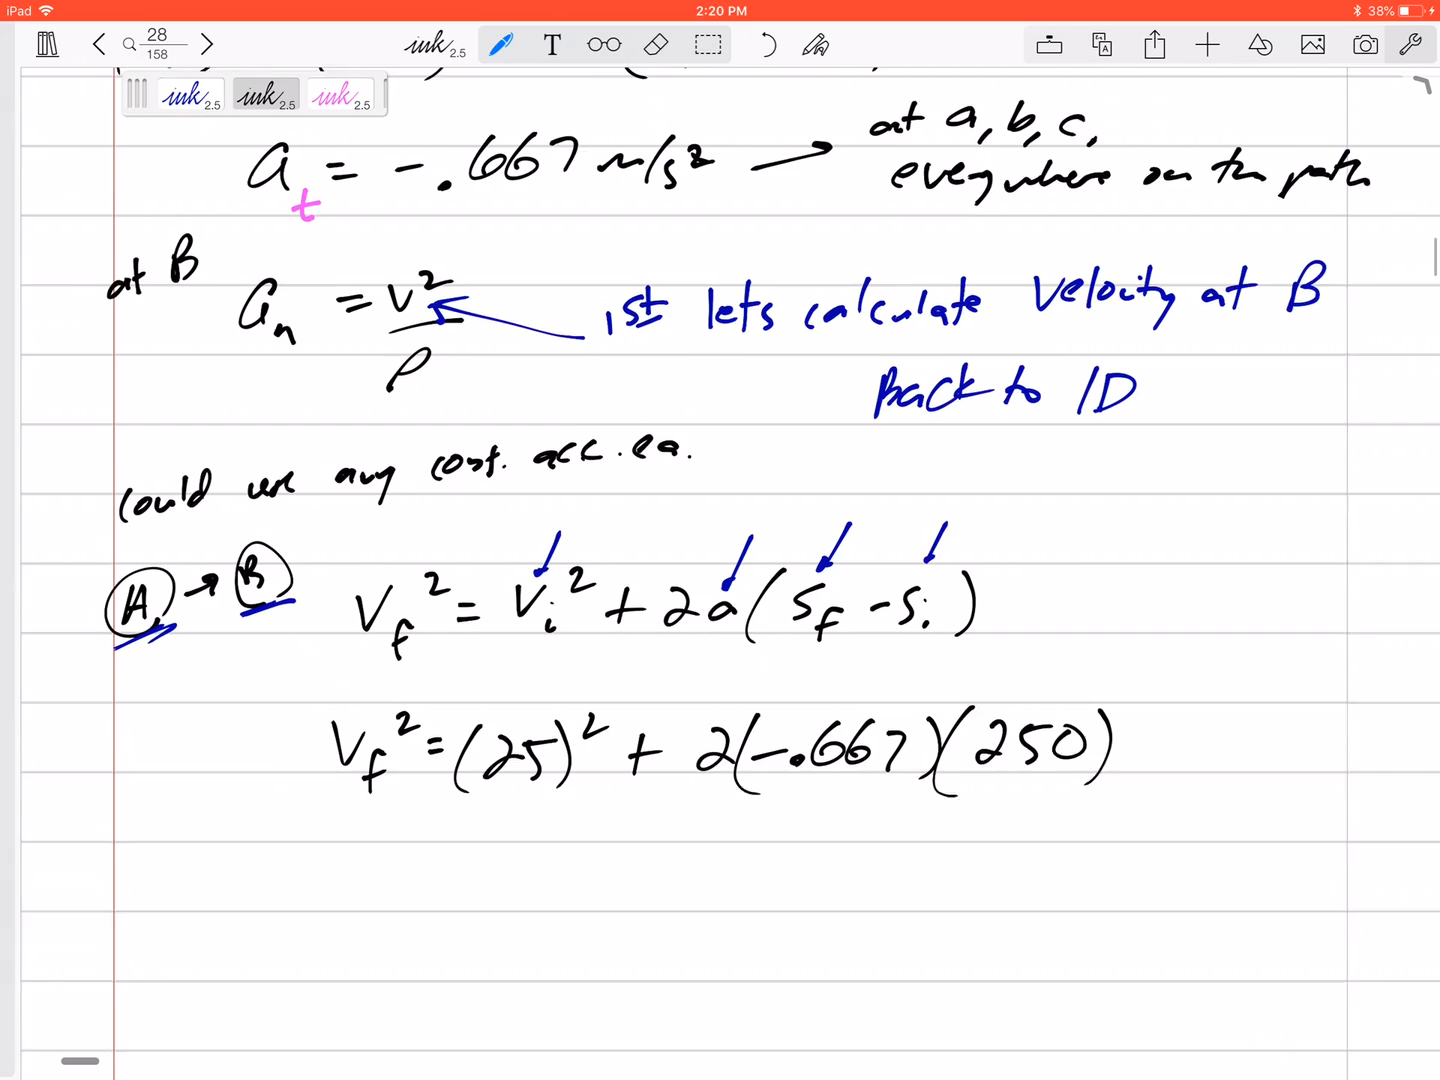 iPad 2:20 PM 38%
28
158
ink 2.5 T
ink 2.5 ink 2.5 ink 2.5
a_t = -.667 m/s² → at a, b, c,
everywhere on the path
at B
a_n = v²/ρ 1st lets calculate velocity at B
Back to 1D
could use any const. acc. eq.
A → B V_f² = V_i² + 2a(S_f - S_i)
V_f² = (25)² + 2(-.667)(250)